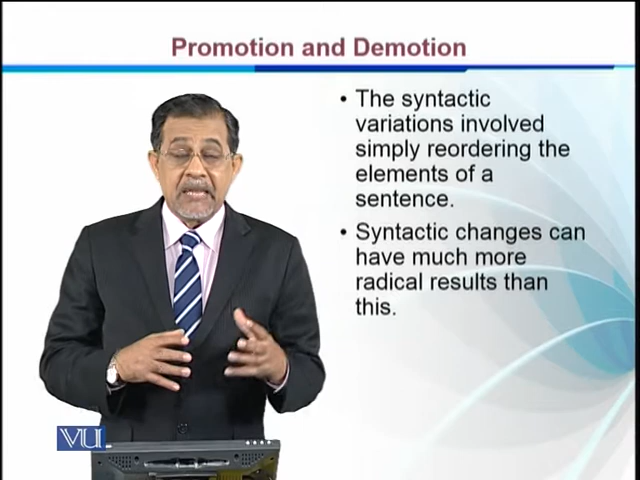 Promotion and Demotion
• The syntactic
variations involved
simply reordering the
elements of a
sentence.
• Syntactic changes can
have much more
radical results than
this.
VU